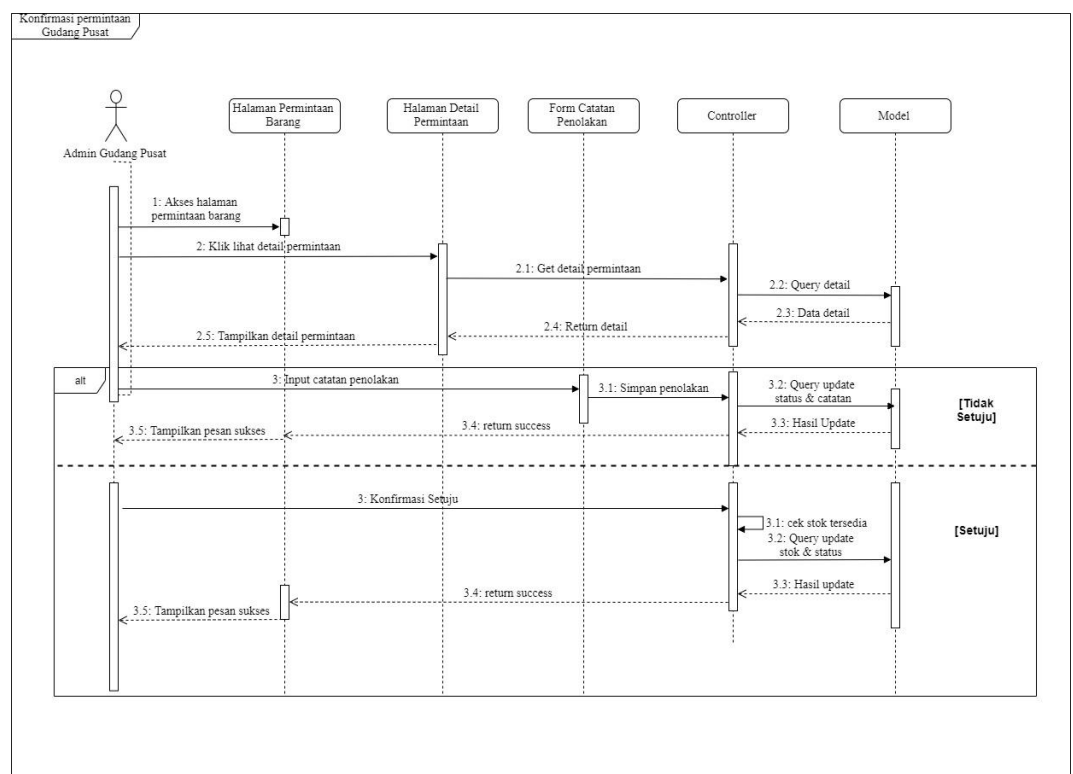 Konfirmasi permintaan
Gudang Pusat
Admin Gudang Pusat
Halaman Permintaan
Barang
Halaman Detail
Permintaan
Form Catatan
Penolakan
Controller
Model
1: Akses halaman
permintaan barang
2: Klik lihat detail permintaan
2.1: Get detail permintaan
2.2: Query detail
2.3: Data detail
2.4: Return detail
2.5: Tampilkan detail permintaan
alt
3: Input catatan penolakan
3.1: Simpan penolakan
3.2: Query update
status & catatan
[Tidak
Setuju]
3.3: Hasil Update
3.4: return success
3.5: Tampilkan pesan sukses
3: Konfirmasi Setuju
3.1: cek stok tersedia
[Setuju]
3.2: Query update
stok & status
3.3: Hasil update
3.4: return success
3.5: Tampilkan pesan sukses